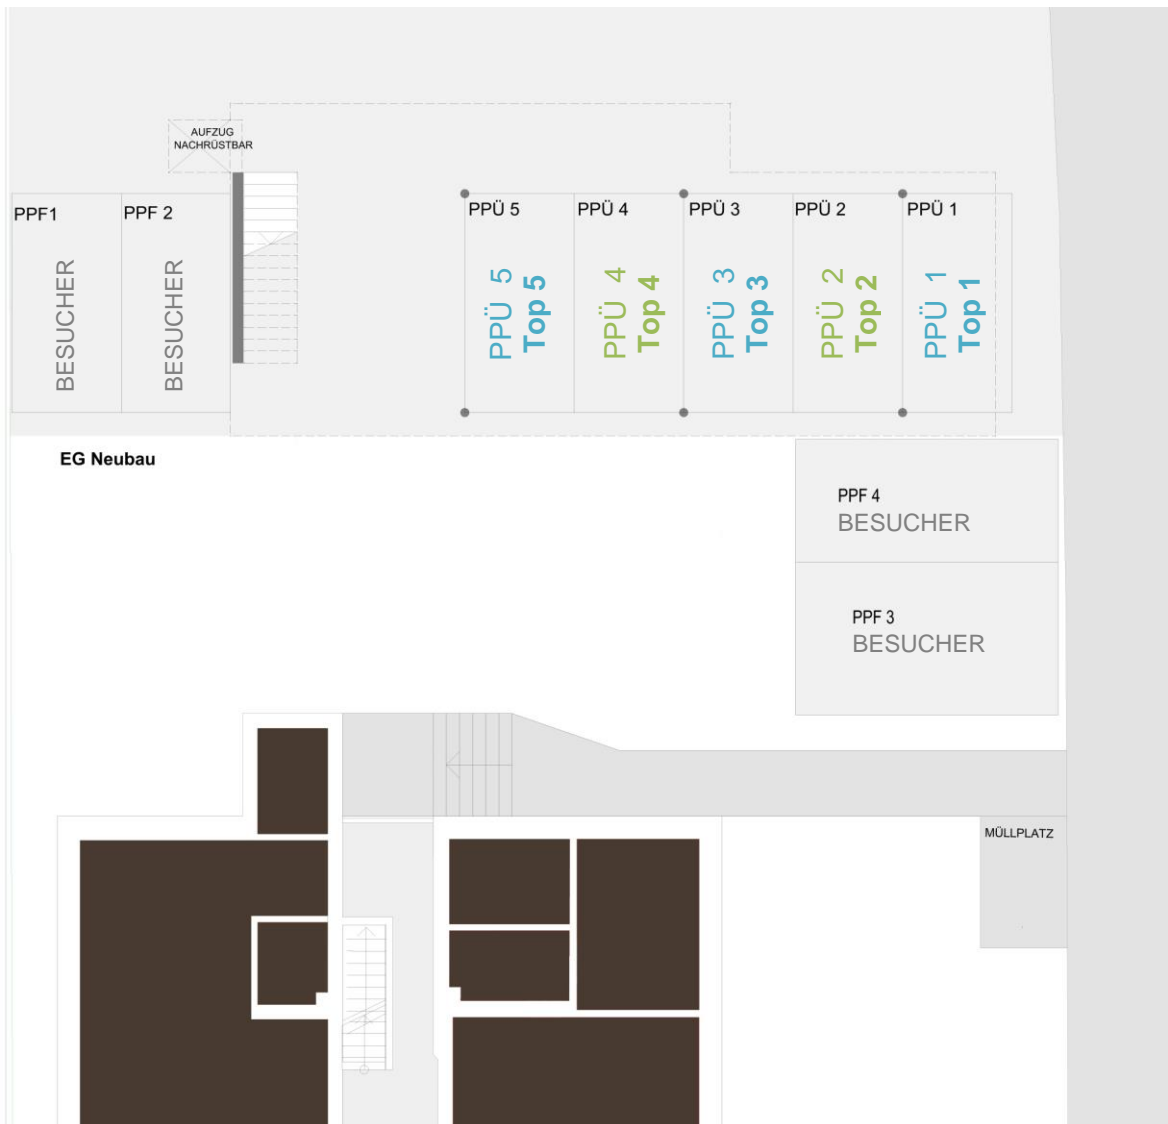 AUFZUG
NACHRÜSTBAR
PPF1
PPF 2
PPÜ 5
PPÜ 4
PPÜ 3
PPÜ 2
PPÜ 1
BESUCHER
BESUCHER
PPÜ 5
Top 5
PPÜ 4
Top 4
PPÜ 3
Top 3
PPÜ 2
Top 2
PPÜ 1
Top 1
EG Neubau
PPF 4
BESUCHER
PPF 3
BESUCHER
MÜLLPLATZ